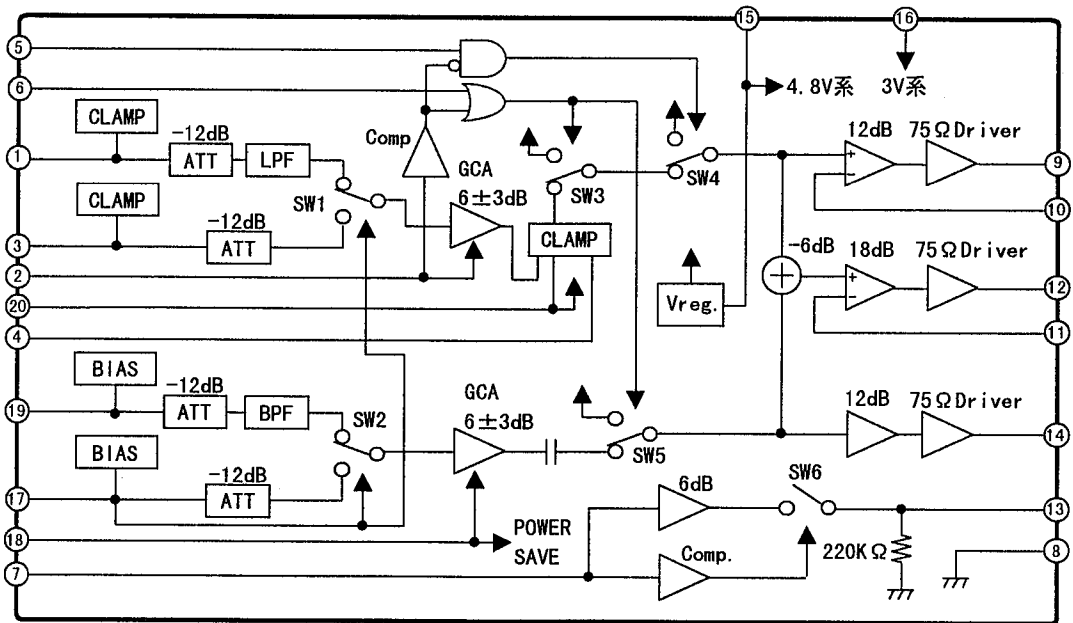 15
16
5
4.8V系
3V系
6
CLAMP
-12dB
Comp
12dB
75ΩDriver
1
ATT
LPF
GCA
SW4
9
CLAMP
SW1
6±3dB
SW3
10
-12dB
3
ATT
CLAMP
-6dB
18dB
75ΩDriver
2
+
12
20
Vreg.
4
11
BIAS
-12dB
GCA
12dB
75ΩDriver
19
ATT
BPF
SW2
6±3dB
SW5
14
BIAS
-12dB
6dB
SW6
17
ATT
13
18
POWER
SAVE
Comp.
220KΩ
8
7